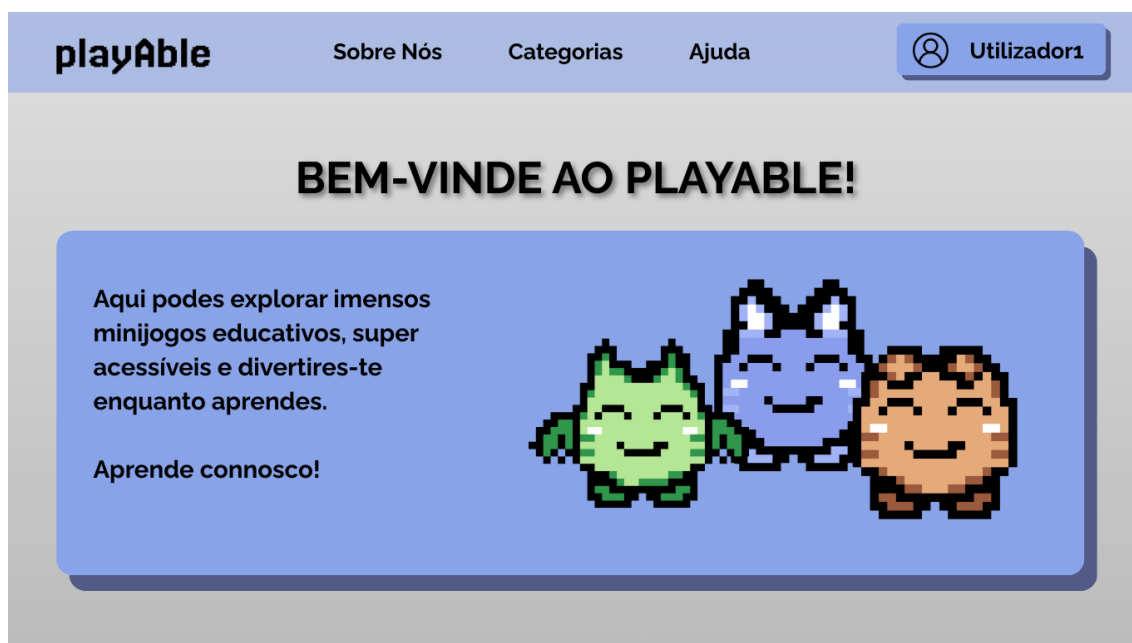 playAble
Sobre Nós
Categorias
Ajuda
Utilizador1
BEM-VINDE AO PLAYABLE!
Aqui podes explorar imensos
minijogos educativos, super
acessíveis e divertires-te
enquanto aprendes.
Aprende connosco!